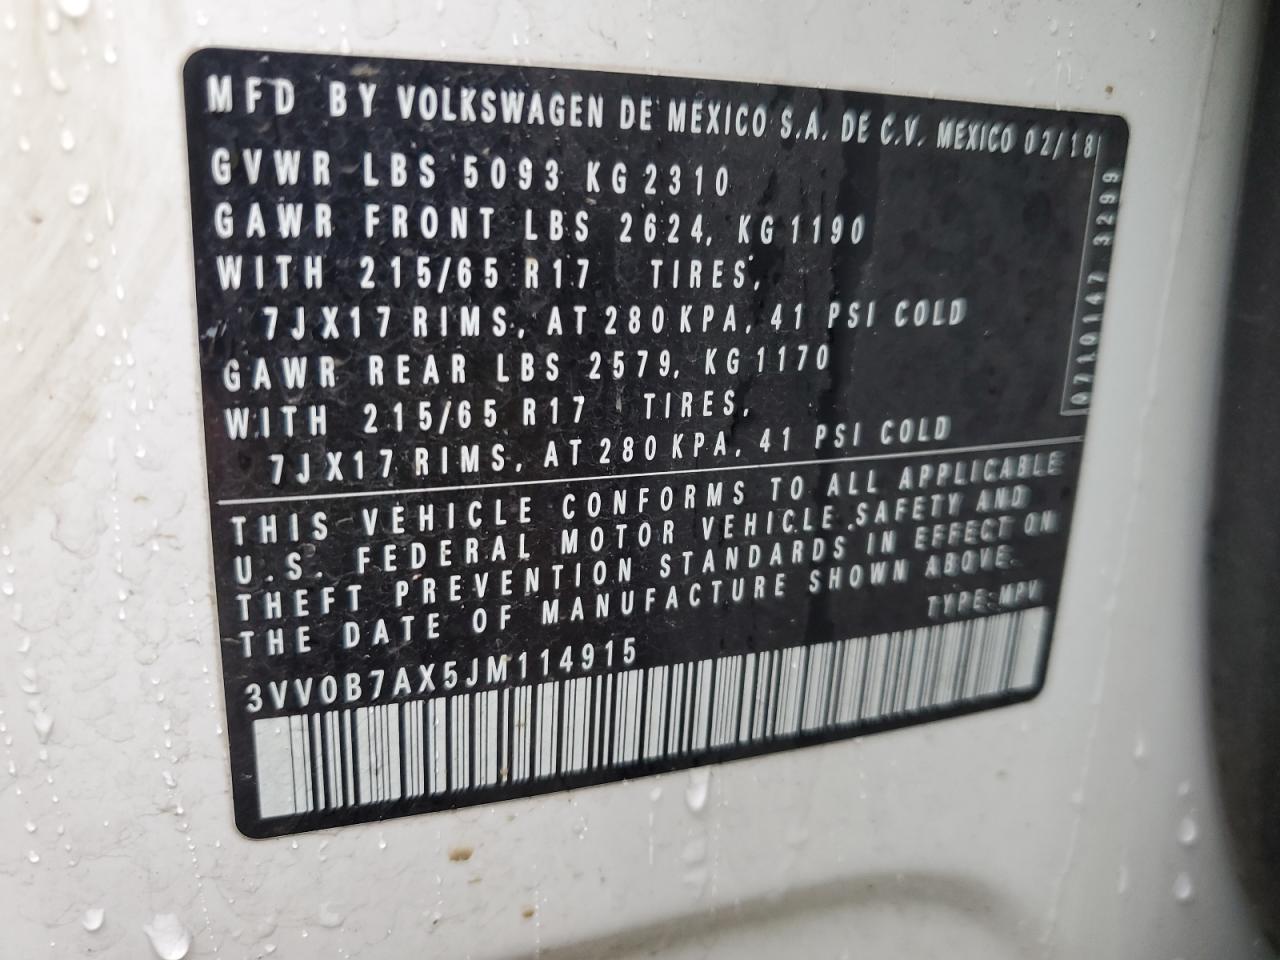 MFD BY VOLKSWAGEN DE MEXICO S.A. DE C.V. MEXICO 02/18
GVWR LBS 5093 KG 2310
GAWR FRONT LBS 2624, KG 1190
WITH 215/65 R17 TIRES,
7JX17 RIMS, AT 280 KPA, 41 PSI COLD
GAWR REAR LBS 2579, KG 1170
WITH 215/65 R17 TIRES,
7JX17 RIMS, AT 280 KPA, 41 PSI COLD
0710147 3299
THIS VEHICLE CONFORMS TO ALL APPLICABLE
U.S. FEDERAL MOTOR VEHICLE SAFETY AND
THEFT PREVENTION STANDARDS IN EFFECT ON
THE DATE OF MANUFACTURE SHOWN ABOVE.
TYPE:MPV
3VV0B7AX5JM114915